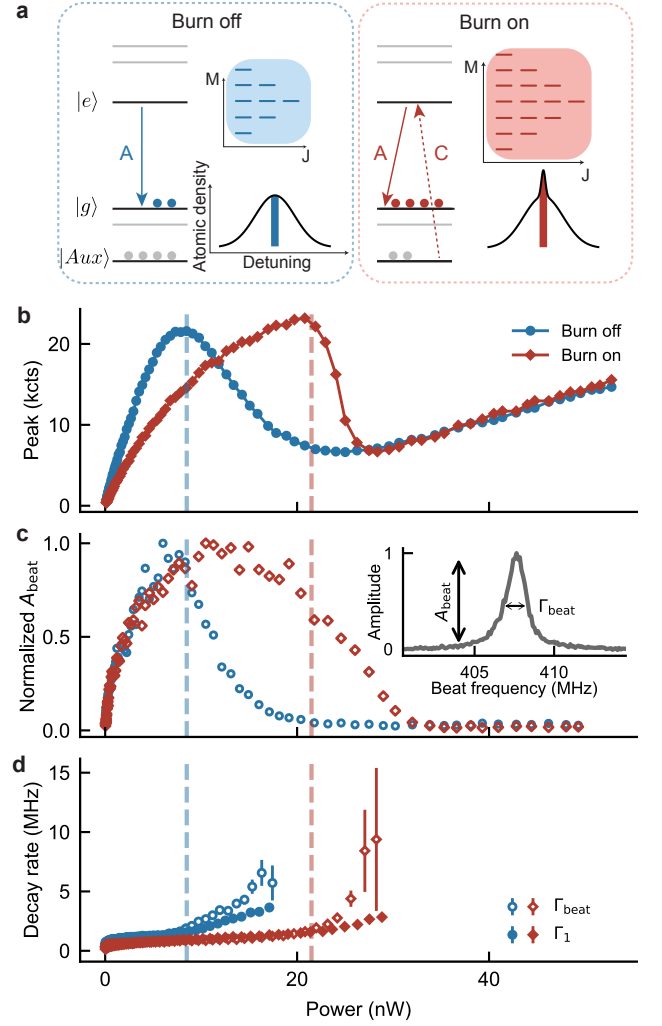 a
Burn off
Burn on
|e⟩
M
J
A
|g⟩
|Aux⟩
Atomic density
Detuning
M
J
A
C
b
Peak (kcts)
20
10
0
Burn off
Burn on
c
Normalized A_beat
1.0
0.5
0.0
Amplitude
1
0
A_beat
Γ_beat
405
410
Beat frequency (MHz)
d
Decay rate (MHz)
15
10
5
0
Γ_beat
Γ_1
0
20
40
Power (nW)